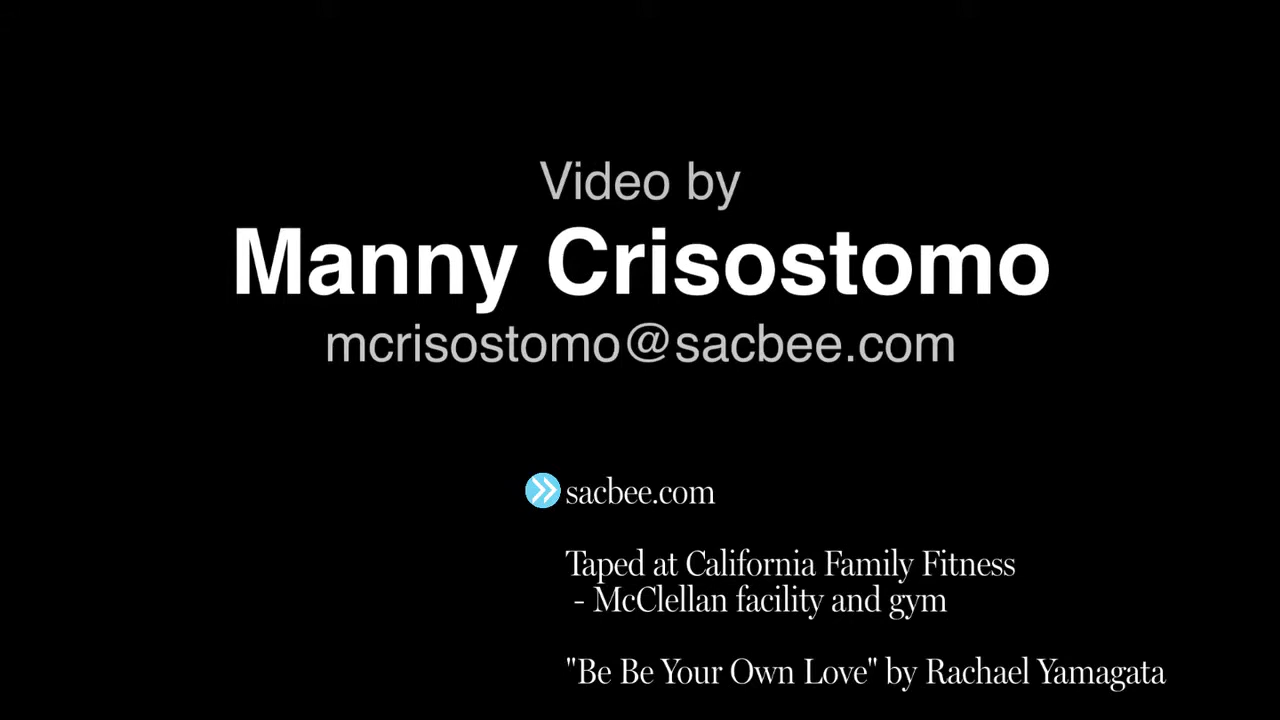 Video by
Manny Crisostomo
mcrisostomo@sacbee.com
sacbee.com
Taped at California Family Fitness
- McClellan facility and gym
"Be Be Your Own Love" by Rachael Yamagata